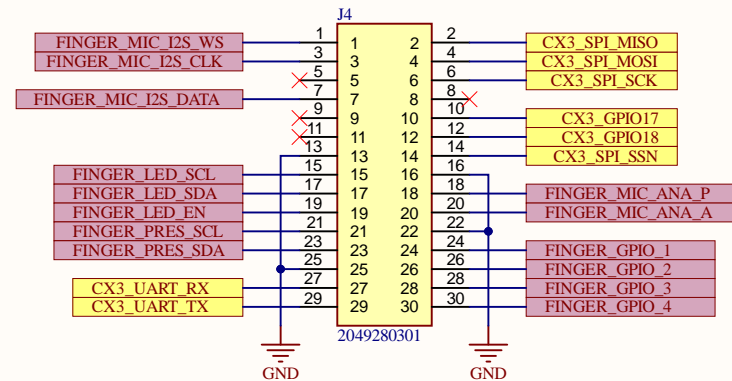 J4
FINGER_MIC_I2S_WS 1 1 2 2 CX3_SPI_MISO
FINGER_MIC_I2S_CLK 3 3 4 4 CX3_SPI_MOSI
5 5 6 6 CX3_SPI_SCK
FINGER_MIC_I2S_DATA 7 7 8 8
9 9 10 10 CX3_GPIO17
11 11 12 12 CX3_GPIO18
13 13 14 14 CX3_SPI_SSN
FINGER_LED_SCL 15 15 16 16
FINGER_LED_SDA 17 17 18 18 FINGER_MIC_ANA_P
FINGER_LED_EN 19 19 20 20 FINGER_MIC_ANA_A
FINGER_PRES_SCL 21 21 22 22
FINGER_PRES_SDA 23 23 24 24 FINGER_GPIO_1
25 25 26 26 FINGER_GPIO_2
CX3_UART_RX 27 27 28 28 FINGER_GPIO_3
CX3_UART_TX 29 29 30 30 FINGER_GPIO_4
2049280301
GND GND